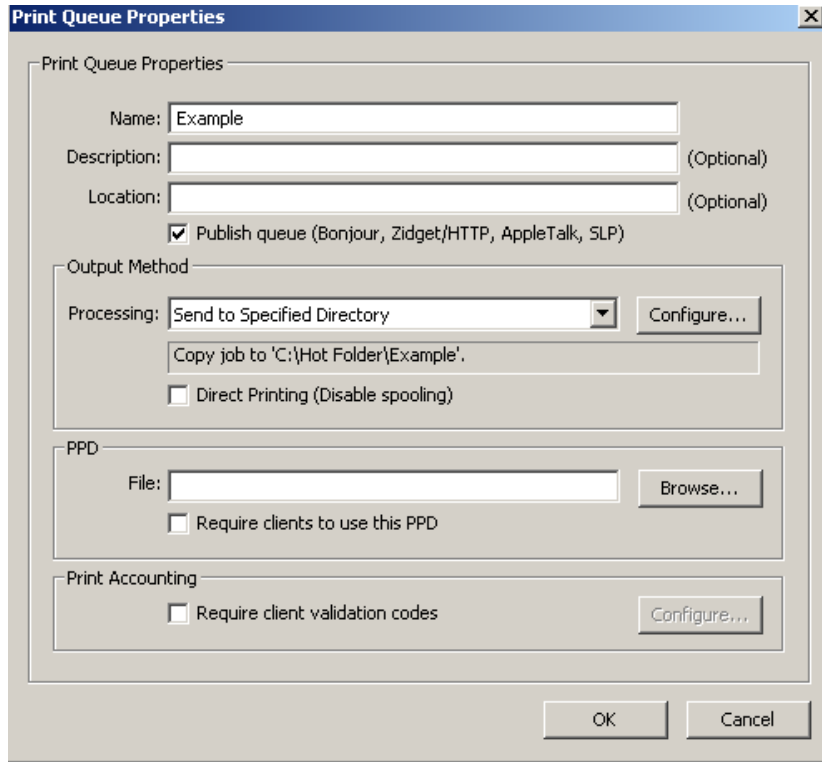 Print Queue Properties
Print Queue Properties
Name: Example
Description: (Optional)
Location: (Optional)
Publish queue (Bonjour, Zidget/HTTP, AppleTalk, SLP)
Output Method
Processing: Send to Specified Directory Configure...
Copy job to 'C:\Hot Folder\Example'.
Direct Printing (Disable spooling)
PPD
File: Browse...
Require clients to use this PPD
Print Accounting
Require client validation codes Configure...
OK Cancel